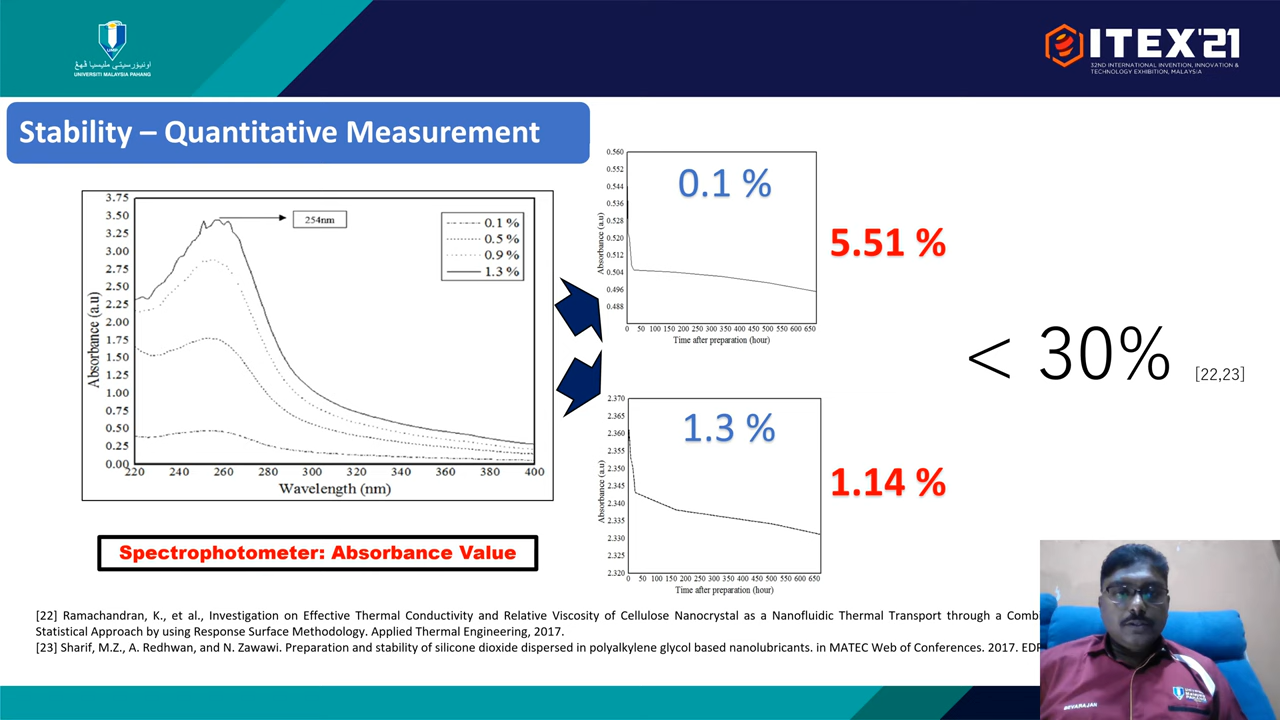 اونيۏرسيتي مليسيا ڤهڠ
UNIVERSITI MALAYSIA PAHANG
ITEX'21
32ND INTERNATIONAL INVENTION, INNOVATION &
TECHNOLOGY EXHIBITION, MALAYSIA
Stability – Quantitative Measurement
3.75
3.50
3.25
3.00
2.75
2.50
2.25
2.00
1.75
1.50
1.25
1.00
0.75
0.50
0.25
0.00
Absorbance (a.u)
254nm
0.1 %
0.5 %
0.9 %
1.3 %
220 240 260 280 300 320 340 360 380 400
Wavelength (nm)
Spectrophotometer: Absorbance Value
0.560
0.552
0.544
0.536
0.528
0.520
0.512
0.504
0.496
0.488
Absorbance (a.u)
0.1 %
0 50 100 150 200 250 300 350 400 450 500 550 600 650
Time after preparation (hour)
5.51 %
2.370
2.365
2.360
2.355
2.350
2.345
2.340
2.335
2.330
2.325
2.320
Absorbance (a.u)
1.3 %
0 50 100 150 200 250 300 350 400 450 500 550 600 650
Time after preparation (hour)
1.14 %
< 30% [22,23]
[22] Ramachandran, K., et al., Investigation on Effective Thermal Conductivity and Relative Viscosity of Cellulose Nanocrystal as a Nanofluidic Thermal Transport through a Combi
Statistical Approach by using Response Surface Methodology. Applied Thermal Engineering, 2017.
[23] Sharif, M.Z., A. Redhwan, and N. Zawawi. Preparation and stability of silicone dioxide dispersed in polyalkylene glycol based nanolubricants. in MATEC Web of Conferences. 2017. EDP
DEVARAJAN